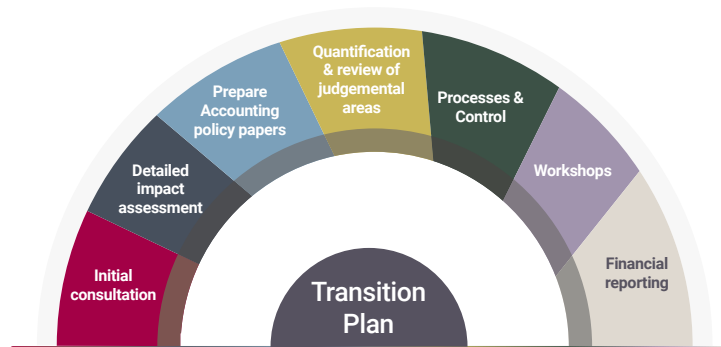 Initial
consultation
Detailed
impact
assessment
Prepare
Accounting
policy papers
Quantification
& review of
judgemental
areas
Processes &
Control
Workshops
Financial
reporting
Transition
Plan